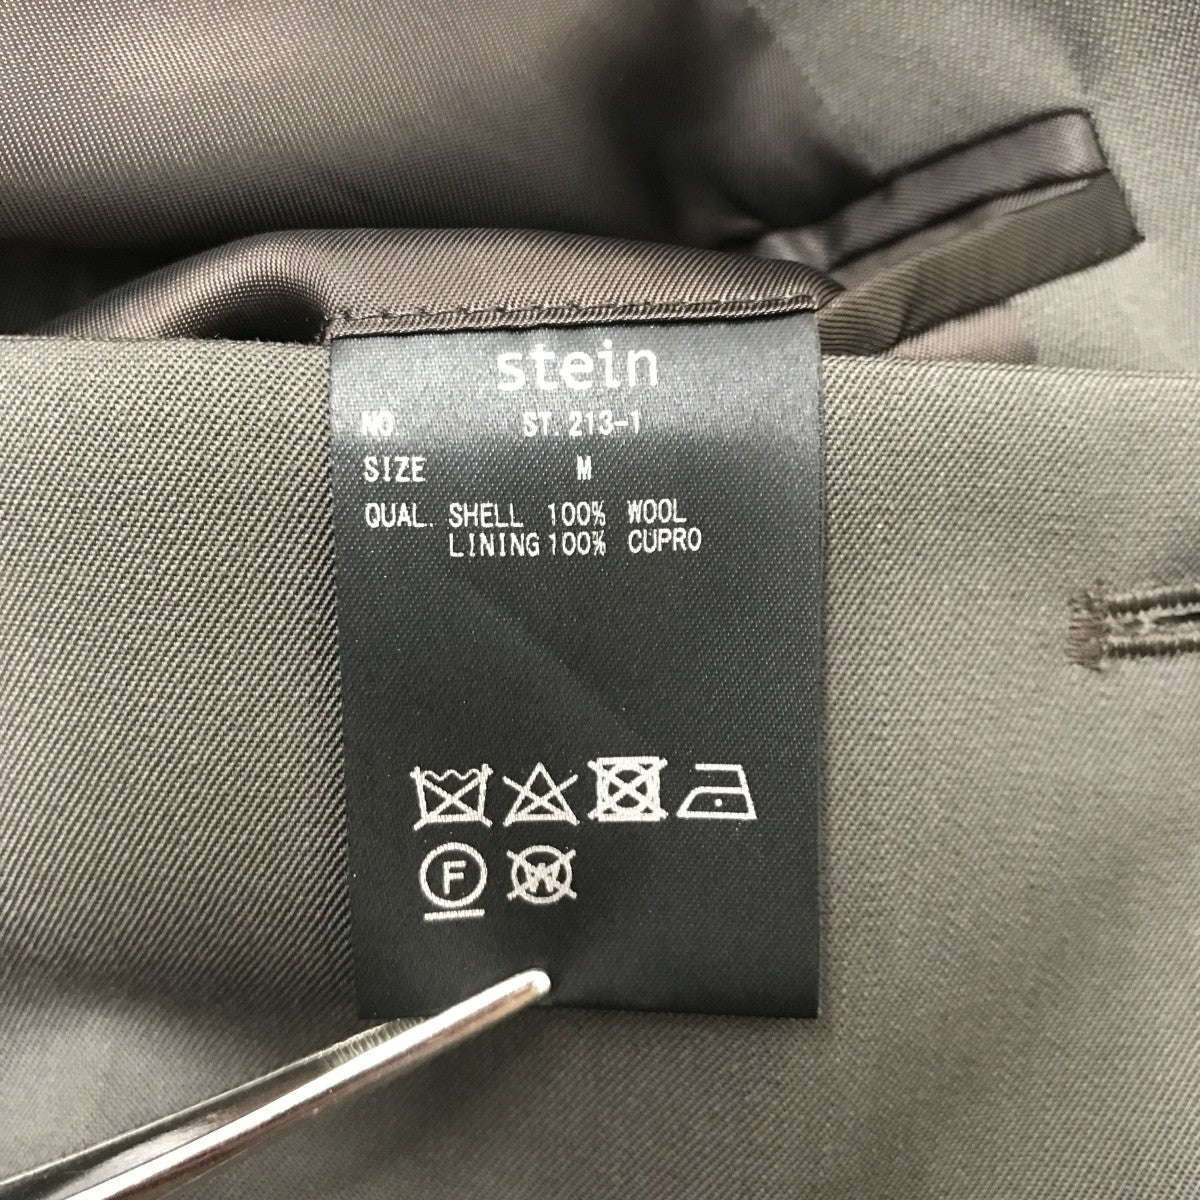 stein
NO. ST.213-1
SIZE M
QUAL. SHELL 100% WOOL
LINING 100% CUPRO
F W